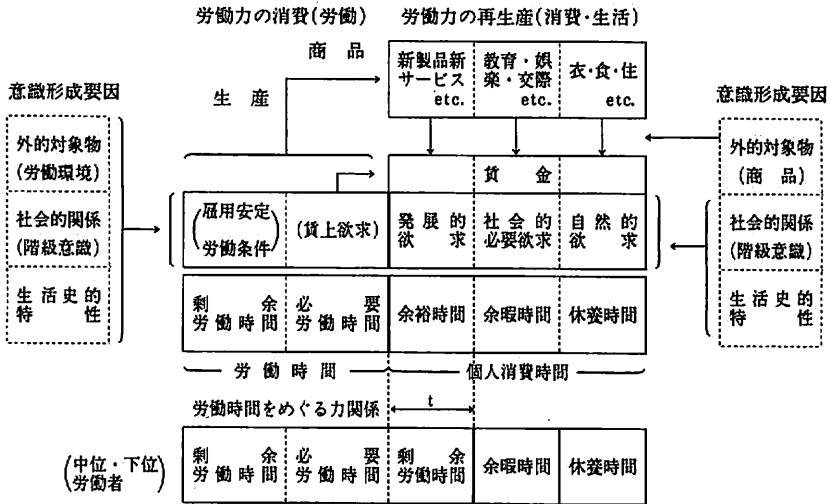 労働力の消費(労働)
労働力の再生産(消費・生活)
商品
生産
新製品新
サービス
etc.
教育・娯
楽・交際
etc.
衣・食・住
etc.
意識形成要因
外的対象物
(労働環境)
社会的関係
(階級意識)
生活史的
特性
意識形成要因
外的対象物
(商品)
社会的関係
(階級意識)
生活史的
特性
賃金
(雇用安定
労働条件)
(賃上欲求)
発展的
欲求
社会的
必要欲求
自然的
欲求
剰余
労働時間
必要
労働時間
余裕時間
余暇時間
休養時間
労働時間
個人消費時間
労働時間をめぐる力関係
t
(中位・下位
労働者)
剰余
労働時間
必要
労働時間
剰余
労働時間
余暇時間
休養時間